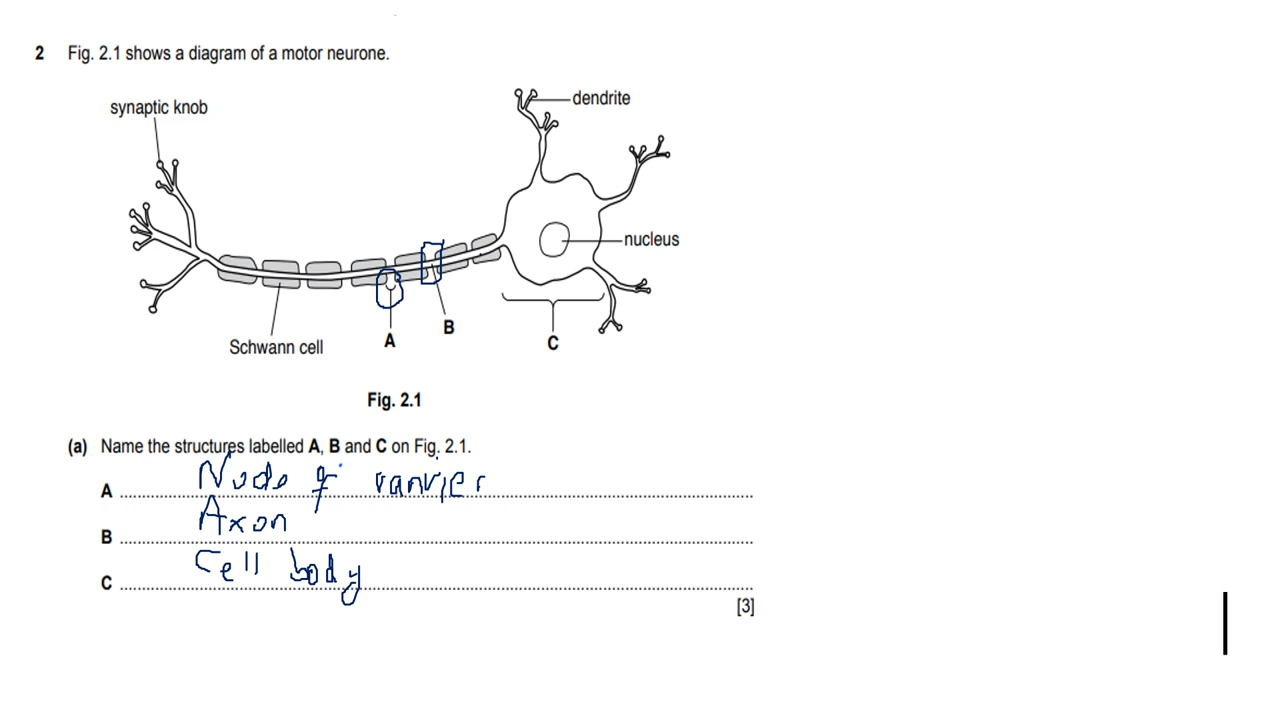 2 Fig. 2.1 shows a diagram of a motor neurone.
synaptic knob
dendrite
nucleus
Schwann cell
A
B
C
Fig. 2.1
(a) Name the structures labelled A, B and C on Fig. 2.1.
A Node of ranvier
B Axon
C Cell body
[3]